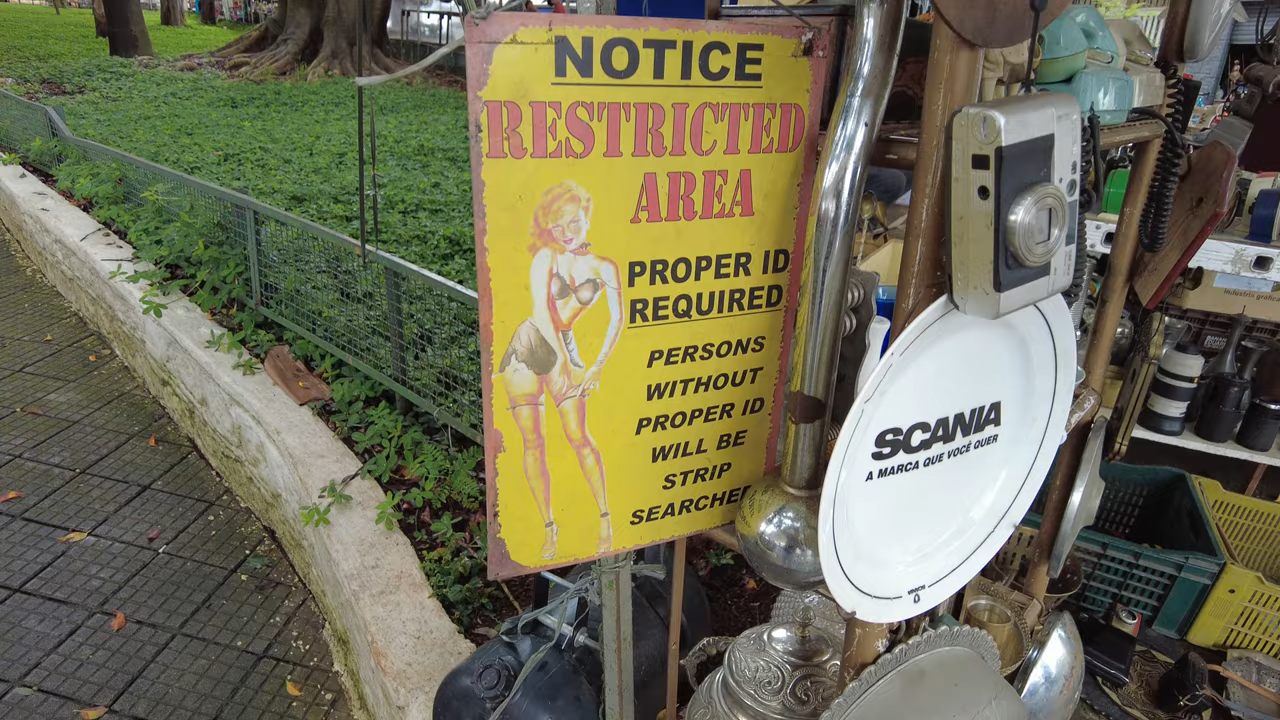 NOTICE
RESTRICTED
AREA
PROPER ID
REQUIRED
PERSONS
WITHOUT
PROPER ID
WILL BE
STRIP
SEARCHED
SCANIA
A MARCA QUE VOCÊ QUER
SCANIA